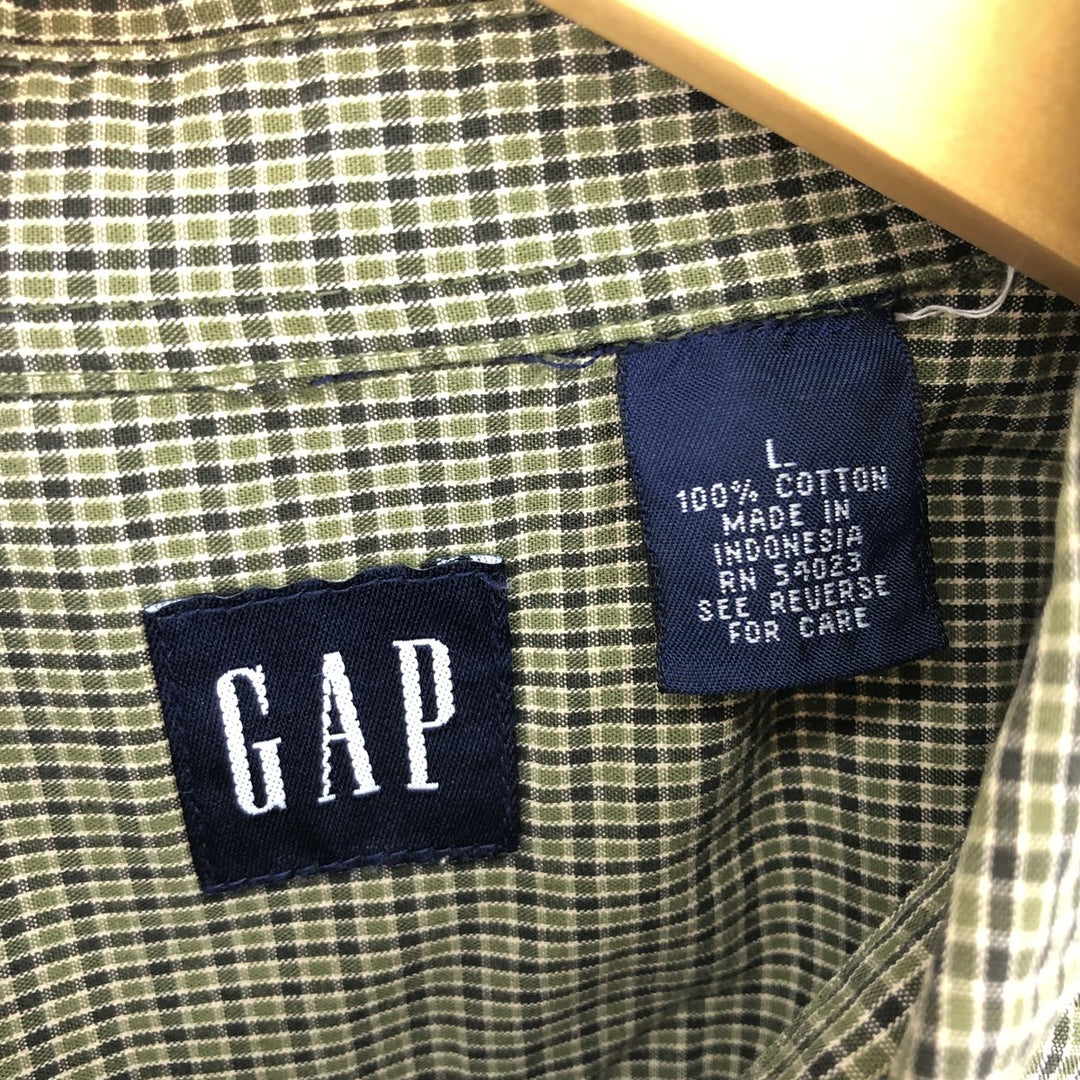 GAP
L
100% COTTON
MADE IN
INDONESIA
RN 54023
SEE REVERSE
FOR CARE